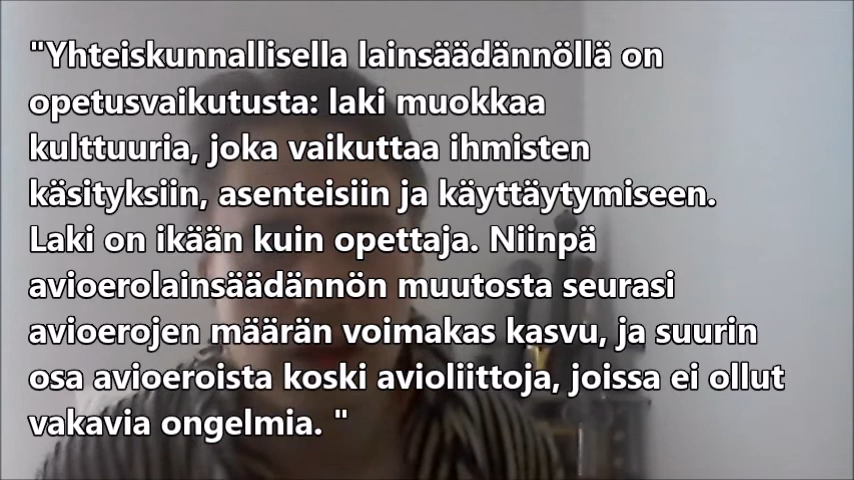 "Yhteiskunnallisella lainsäädännöllä on
opetusvaikutusta: laki muokkaa
kulttuuria, joka vaikuttaa ihmisten
käsityksiin, asenteisiin ja käyttäytymiseen.
Laki on ikään kuin opettaja. Niinpä
avioerolainsäädännön muutosta seurasi
avioerojen määrän voimakas kasvu, ja suurin
osa avioeroista koski avioliittoja, joissa ei ollut
vakavia ongelmia. "